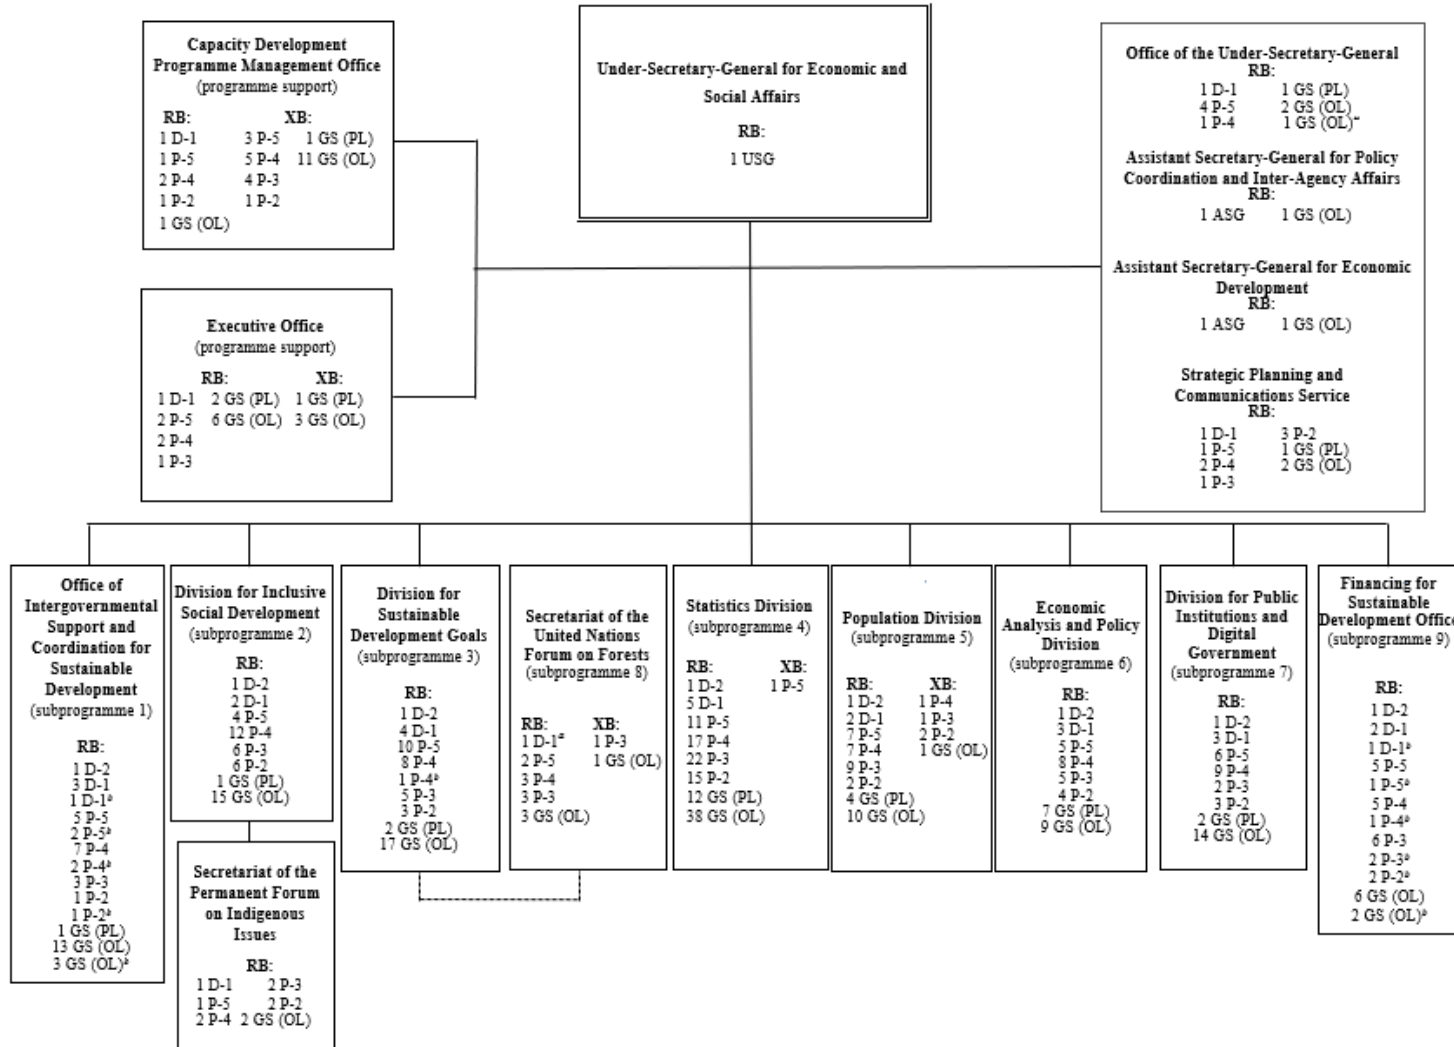 Capacity Development
Programme Management Office
(programme support)
RB: XB:
1 D-1 3 P-5 1 GS (PL)
1 P-5 5 P-4 11 GS (OL)
2 P-4 4 P-3
1 P-2 1 P-2
1 GS (OL)
Under-Secretary-General for Economic and
Social Affairs
RB:
1 USG
Office of the Under-Secretary-General
RB:
1 D-1 1 GS (PL)
4 P-5 2 GS (OL)
1 P-4 1 GS (OL)
Assistant Secretary-General for Policy
Coordination and Inter-Agency Affairs
RB:
1 ASG 1 GS (OL)
Assistant Secretary-General for Economic
Development
RB:
1 ASG 1 GS (OL)
Strategic Planning and
Communications Service
RB:
1 D-1 3 P-2
1 P-5 1 GS (PL)
2 P-4 2 GS (OL)
1 P-3
Executive Office
(programme support)
RB: XB:
1 D-1 2 GS (PL) 1 GS (PL)
2 P-5 6 GS (OL) 3 GS (OL)
2 P-4
1 P-3
Office of
Intergovernmental
Support and
Coordination for
Sustainable
Development
(subprogramme 1)
RB:
1 D-2
3 D-1
1 D-1ᵇ
5 P-5
2 P-5ᵇ
7 P-4
2 P-4ᵇ
3 P-3
1 P-2
1 P-2ᵇ
1 GS (PL)
13 GS (OL)
3 GS (OL)ᵇ
Division for Inclusive
Social Development
(subprogramme 2)
RB:
1 D-2
2 D-1
4 P-5
12 P-4
6 P-3
6 P-2
1 GS (PL)
15 GS (OL)
Secretariat of the
Permanent Forum
on Indigenous
Issues
RB:
1 D-1 2 P-3
1 P-5 2 P-2
2 P-4 2 GS (OL)
Division for
Sustainable
Development Goals
(subprogramme 3)
RB:
1 D-2
4 D-1
10 P-5
8 P-4
1 P-4ᵇ
5 P-3
3 P-2
2 GS (PL)
17 GS (OL)
Secretariat of the
United Nations
Forum on Forests
(subprogramme 8)
RB: XB:
1 D-1ᵃ 1 P-3
2 P-5 1 GS (OL)
3 P-4
3 P-3
3 GS (OL)
Statistics Division
(subprogramme 4)
RB: XB:
1 D-2 1 P-5
5 D-1
11 P-5
17 P-4
22 P-3
15 P-2
12 GS (PL)
38 GS (OL)
Population Division
(subprogramme 5)
RB: XB:
1 D-2 1 P-4
2 D-1 1 P-3
7 P-5 2 P-2
7 P-4 1 GS (OL)
9 P-3
2 P-2
4 GS (PL)
10 GS (OL)
Economic
Analysis and Policy
Division
(subprogramme 6)
RB:
1 D-2
3 D-1
5 P-5
8 P-4
5 P-3
4 P-2
7 GS (PL)
9 GS (OL)
Division for Public
Institutions and
Digital
Government
(subprogramme 7)
RB:
1 D-2
3 D-1
6 P-5
9 P-4
2 P-3
3 P-2
2 GS (PL)
14 GS (OL)
Financing for
Sustainable
Development Office
(subprogramme 9)
RB:
1 D-2
2 D-1
1 D-1ᵇ
5 P-5
1 P-5ᵇ
5 P-4
1 P-4ᵇ
6 P-3
2 P-3ᵇ
2 P-2ᵇ
6 GS (OL)
2 GS (OL)ᵇ